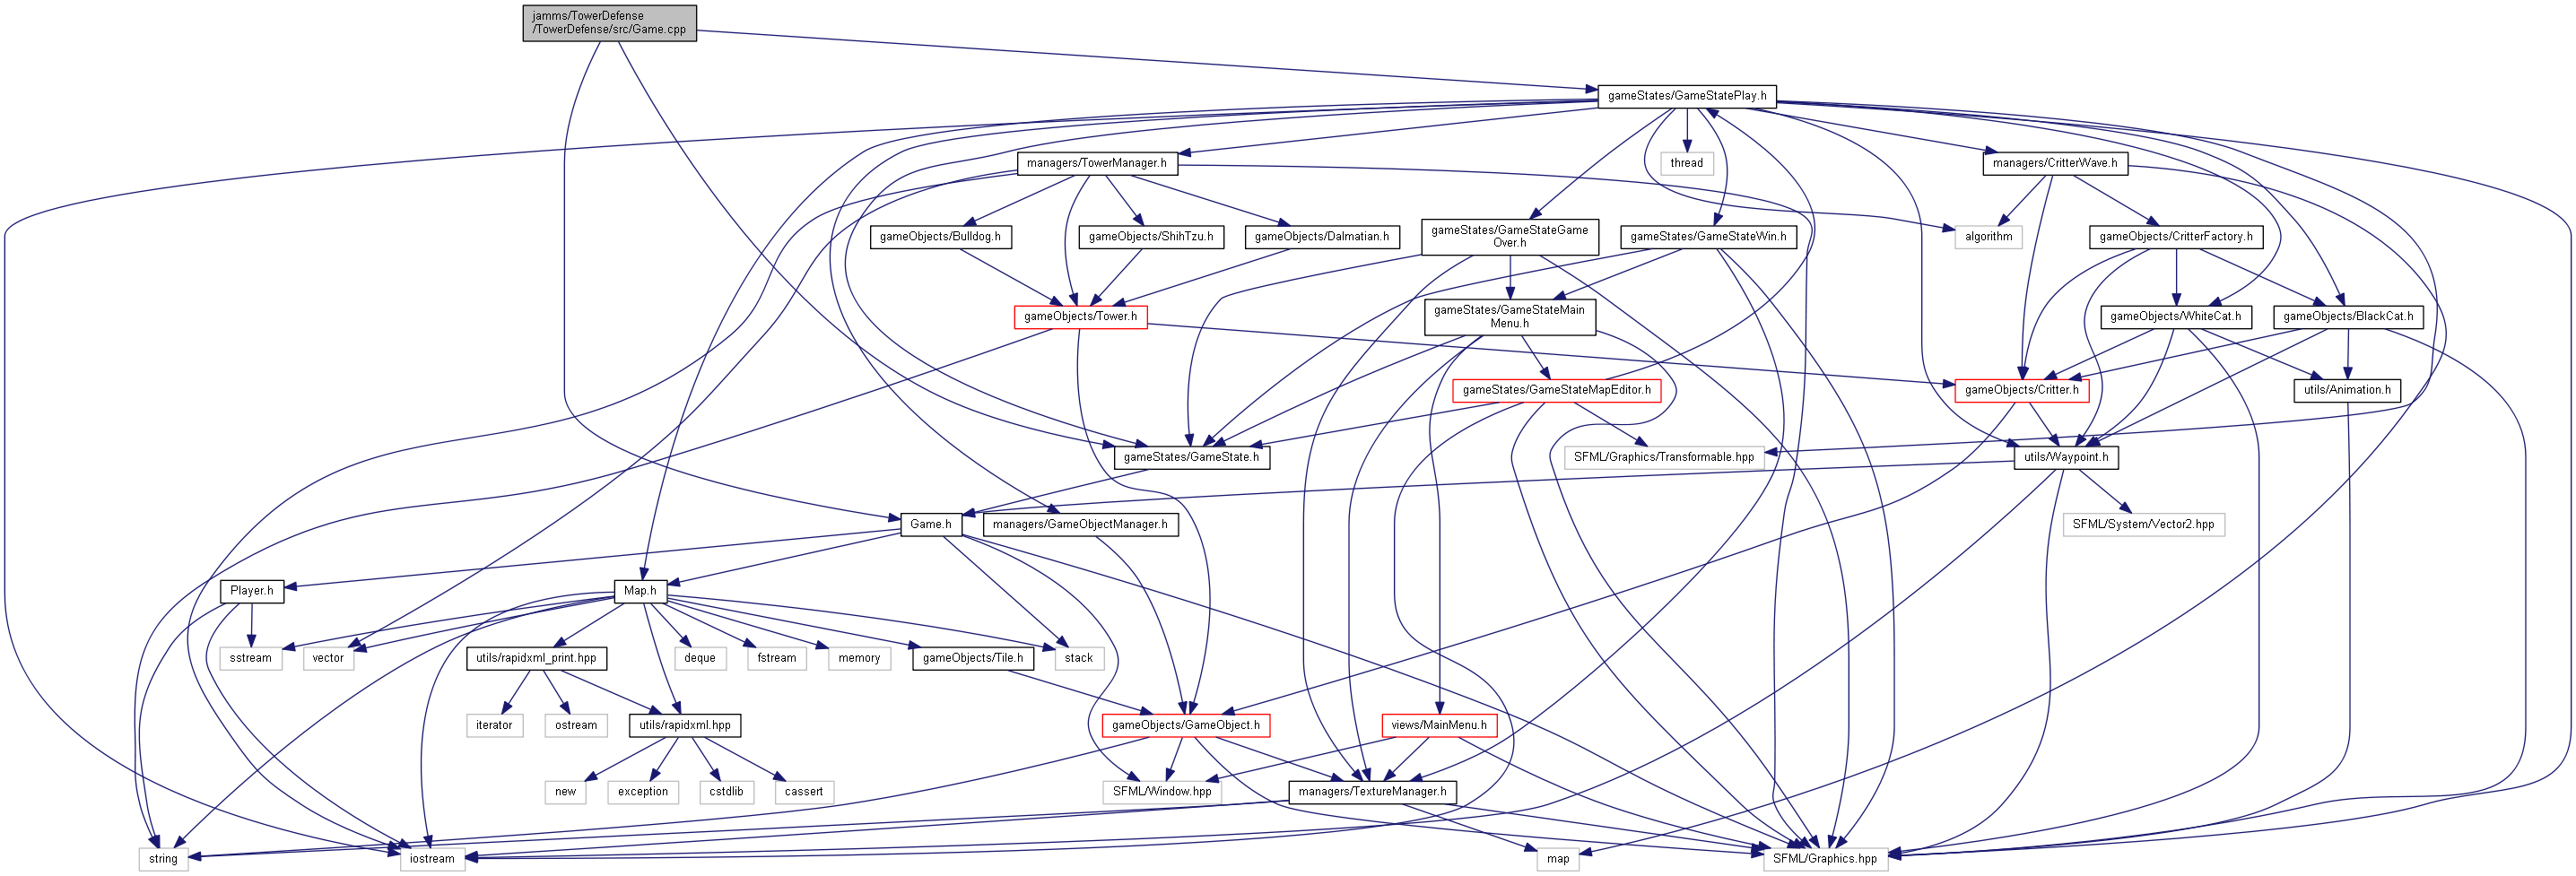 jamms/TowerDefense
/TowerDefense/src/Game.cpp
gameStates/GameStatePlay.h
managers/TowerManager.h
thread
managers/CritterWave.h
gameObjects/Bulldog.h
gameObjects/ShihTzu.h
gameObjects/Dalmatian.h
gameStates/GameStateGame
Over.h
gameStates/GameStateWin.h
algorithm
gameObjects/CritterFactory.h
gameObjects/Tower.h
gameStates/GameStateMain
Menu.h
gameObjects/WhiteCat.h
gameObjects/BlackCat.h
gameStates/GameStateMapEditor.h
gameObjects/Critter.h
utils/Animation.h
gameStates/GameState.h
SFML/Graphics/Transformable.hpp
utils/Waypoint.h
Game.h
managers/GameObjectManager.h
SFML/System/Vector2.hpp
Player.h
Map.h
sstream
vector
utils/rapidxml_print.hpp
deque
fstream
memory
gameObjects/Tile.h
stack
iterator
ostream
utils/rapidxml.hpp
gameObjects/GameObject.h
views/MainMenu.h
new
exception
cstdlib
cassert
SFML/Window.hpp
managers/TextureManager.h
string
iostream
map
SFML/Graphics.hpp